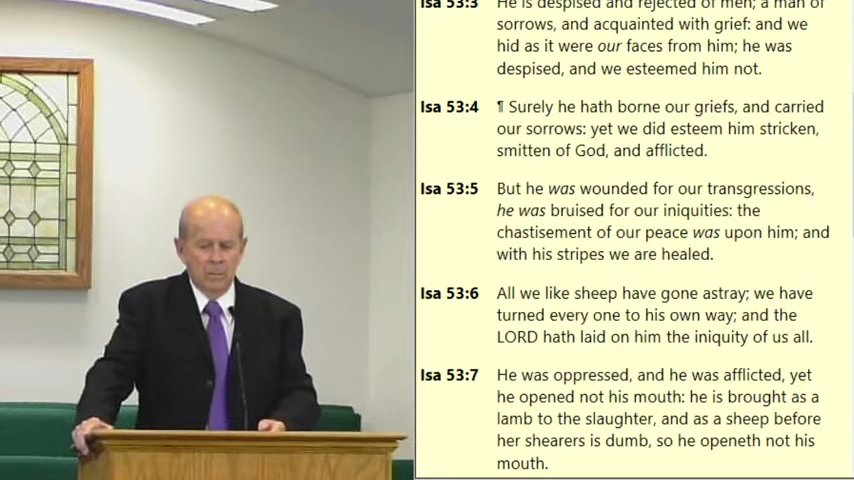 Isa 53:3 He is despised and rejected of men; a man of
sorrows, and acquainted with grief: and we
hid as it were our faces from him; he was
despised, and we esteemed him not.
Isa 53:4 ¶ Surely he hath borne our griefs, and carried
our sorrows: yet we did esteem him stricken,
smitten of God, and afflicted.
Isa 53:5 But he was wounded for our transgressions,
he was bruised for our iniquities: the
chastisement of our peace was upon him; and
with his stripes we are healed.
Isa 53:6 All we like sheep have gone astray; we have
turned every one to his own way; and the
LORD hath laid on him the iniquity of us all.
Isa 53:7 He was oppressed, and he was afflicted, yet
he opened not his mouth: he is brought as a
lamb to the slaughter, and as a sheep before
her shearers is dumb, so he openeth not his
mouth.